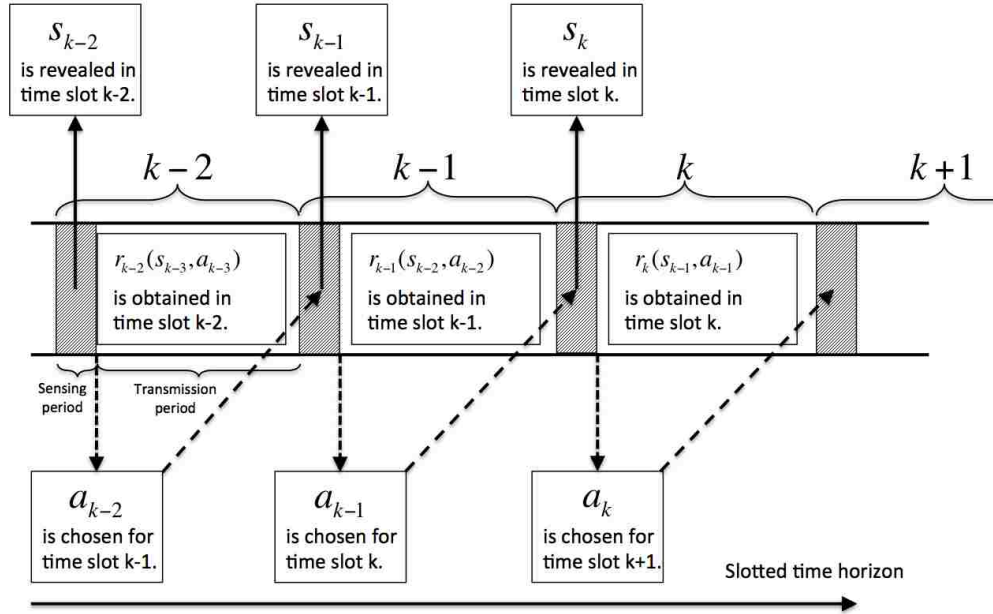 s_{k-2}
is revealed in
time slot k-2.
s_{k-1}
is revealed in
time slot k-1.
s_k
is revealed in
time slot k.
k-2
k-1
k
k+1
r_{k-2}(s_{k-3},a_{k-3})
is obtained in
time slot k-2.
r_{k-1}(s_{k-2},a_{k-2})
is obtained in
time slot k-1.
r_k(s_{k-1},a_{k-1})
is obtained in
time slot k.
Sensing
period
Transmission
period
a_{k-2}
is chosen for
time slot k-1.
a_{k-1}
is chosen for
time slot k.
a_k
is chosen for
time slot k+1.
Slotted time horizon